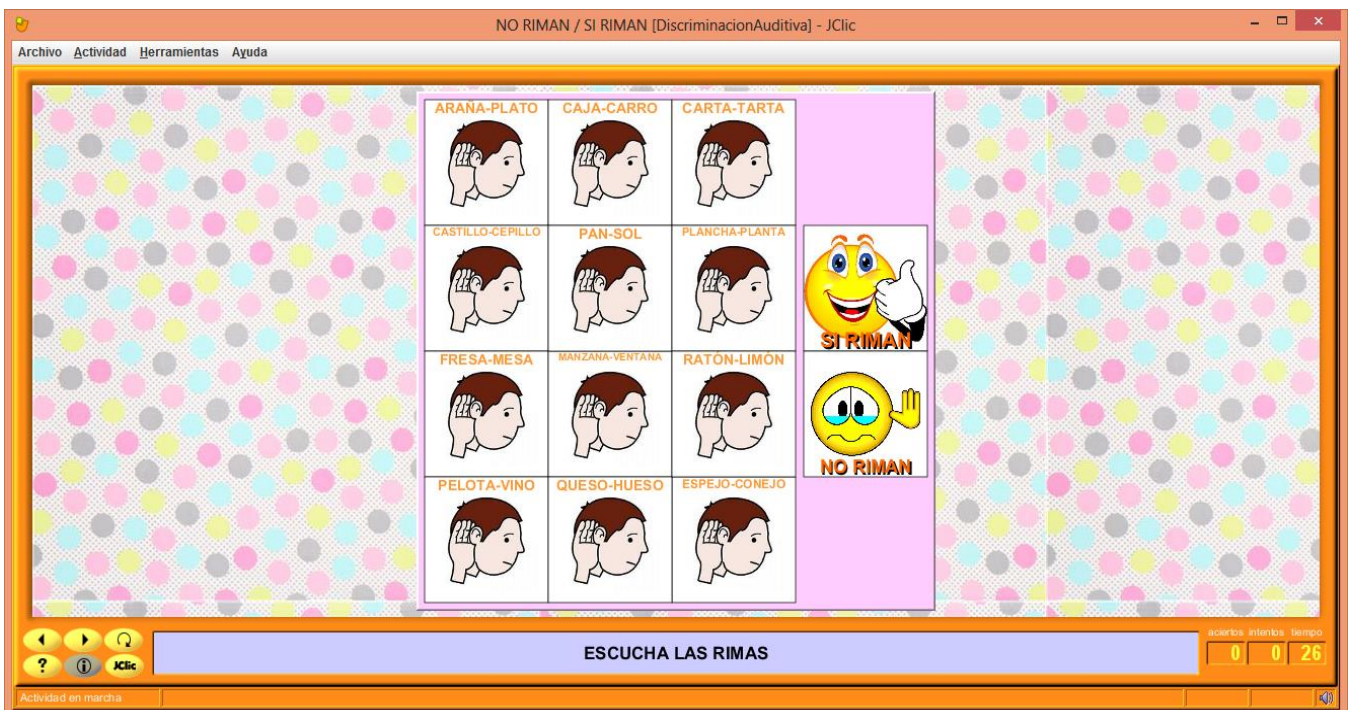 NO RIMAN / SI RIMAN [DiscriminacionAuditiva] - JClic
Archivo Actividad Herramientas Ayuda
ARAÑA-PLATO CAJA-CARRO CARTA-TARTA
CASTILLO-CEPILLO PAN-SOL PLANCHA-PLANTA
SI RIMAN
FRESA-MESA MANZANA-VENTANA RATÓN-LIMÓN
NO RIMAN
PELOTA-VINO QUESO-HUESO ESPEJO-CONEJO
ESCUCHA LAS RIMAS
aciertos intentos tiempo
0 0 26
? i JClic
Actividad en marcha